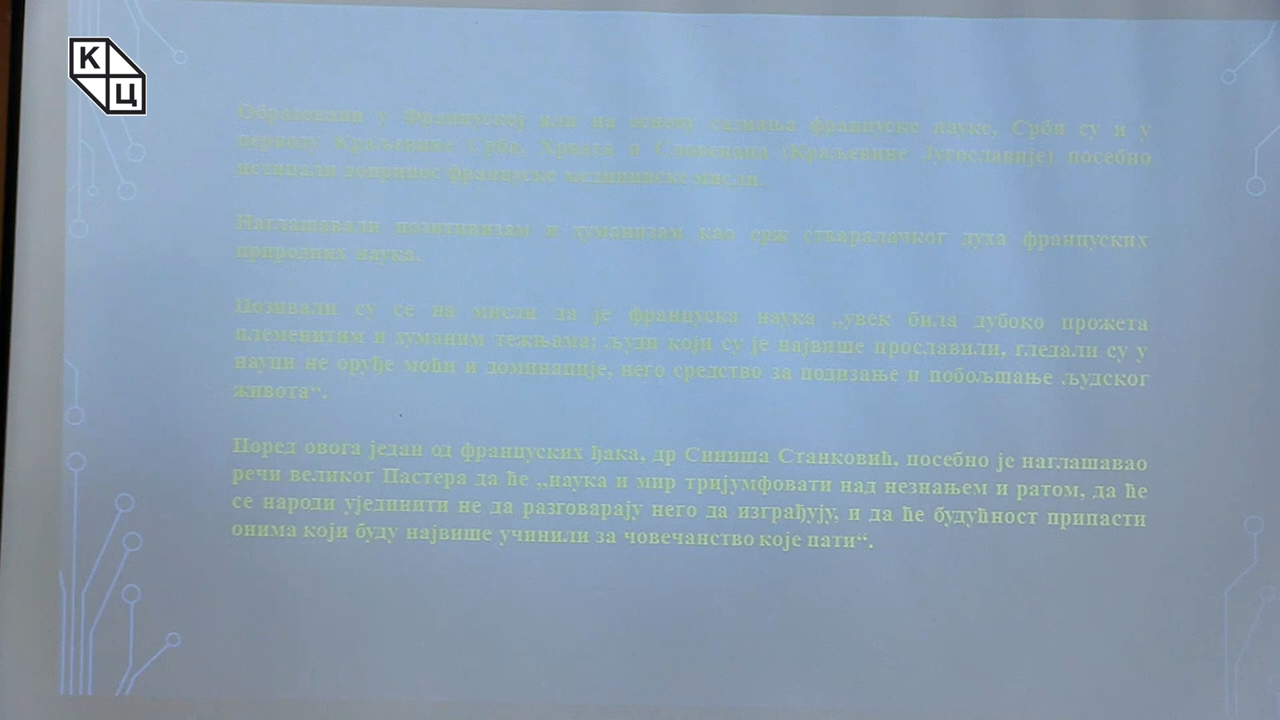 К
Ц
Образовани у Француској или на основу сазнања француске науке, Срби су и у
периоду Краљевине Срба, Хрвата и Словенаца (Краљевине Југославије) посебно
истицали допринос француске медицинске мисли.
Наглашавали позитивизам и хуманизам као срж стваралачког духа француских
природних наука.
Позивали су се на мисли да је француска наука „увек била дубоко прожета
племенитим и хуманим тежњама; људи који су је највише прославили, гледали су у
науци не оруђе моћи и доминације, него средство за подизање и побољшање људског
живота“.
Поред овога један од француских ђака, др Синиша Станковић, посебно је наглашавао
речи великог Пастера да ће „наука и мир тријумфовати над незнањем и ратом, да ће
се народи ујединити не да разговарају него да изграђују, и да ће будућност припасти
онима који буду највише учинили за човечанство које пати“.